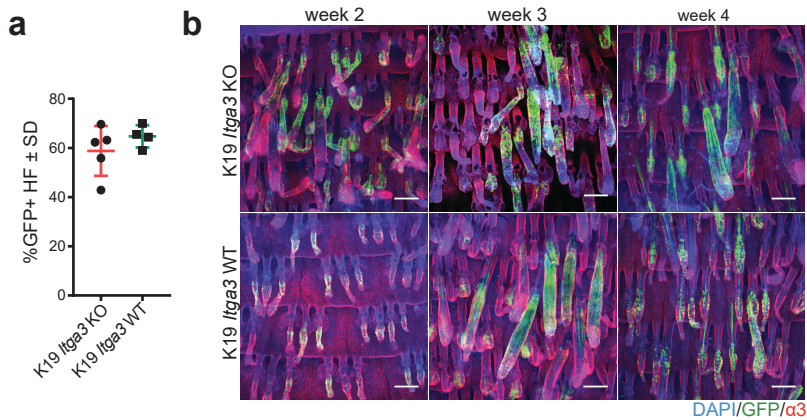 a
b
week 2
week 3
week 4
%GFP+ HF ± SD
80
60
40
20
0
K19 Itga3 KO
K19 Itga3 WT
K19 Itga3 KO
K19 Itga3 WT
DAPI/GFP/α3